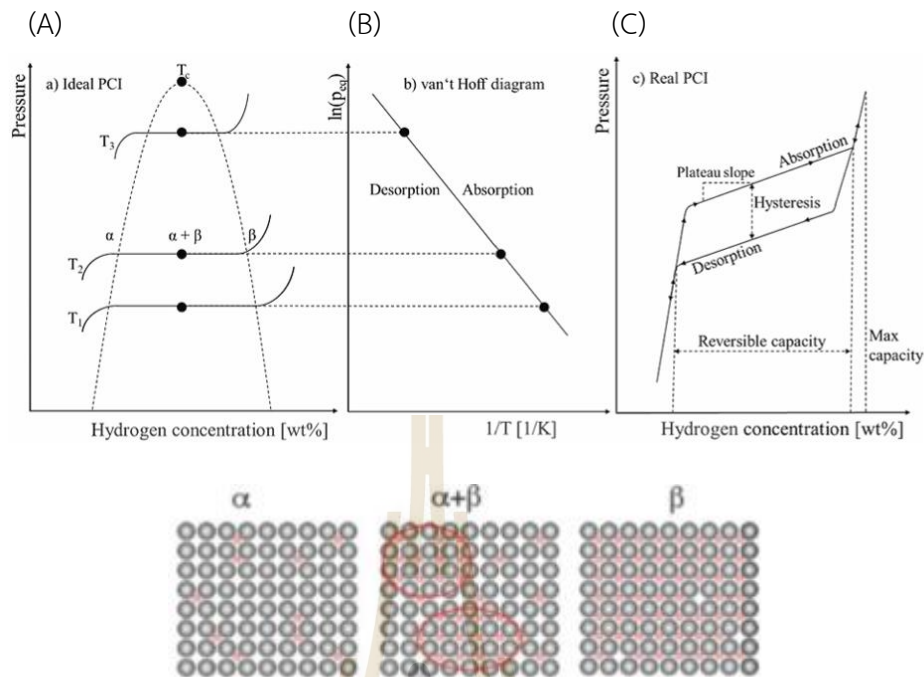 (A)
(B)
(C)
a) Ideal PCI
Pressure
T_c
T_3
T_2
T_1
α
α + β
β
Hydrogen concentration [wt%]
b) van't Hoff diagram
ln(p_eq)
Desorption
Absorption
1/T [1/K]
c) Real PCI
Pressure
Absorption
Plateau slope
Hysteresis
Desorption
Reversible capacity
Max
capacity
Hydrogen concentration [wt%]
α
α+β
β